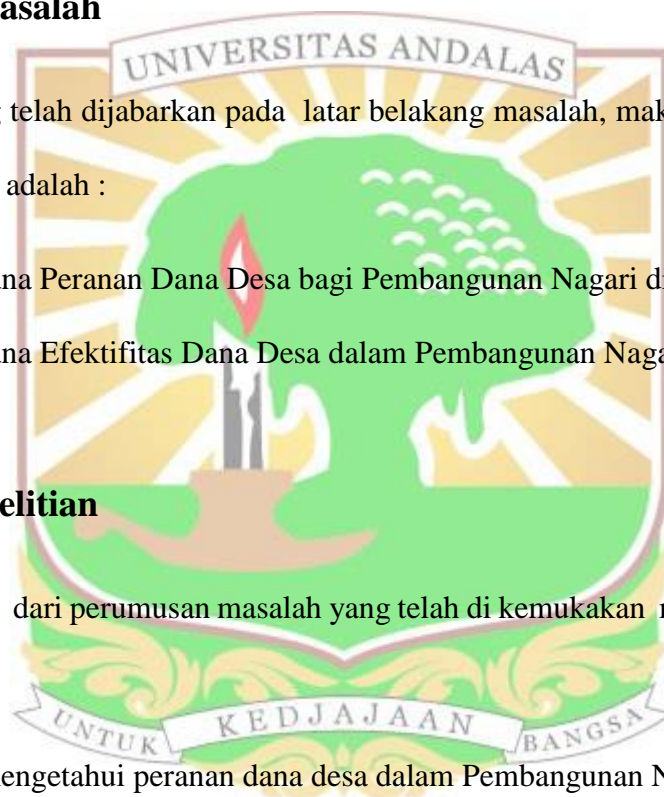 asalah
UNIVERSITAS ANDALAS
telah dijabarkan pada latar belakang masalah, mak
adalah :
na Peranan Dana Desa bagi Pembangunan Nagari di
na Efektifitas Dana Desa dalam Pembangunan Naga
elitian
dari perumusan masalah yang telah di kemukakan
UNTUK KEDJAJAAN BANGSA
mengetahui peranan dana desa dalam Pembangunan N